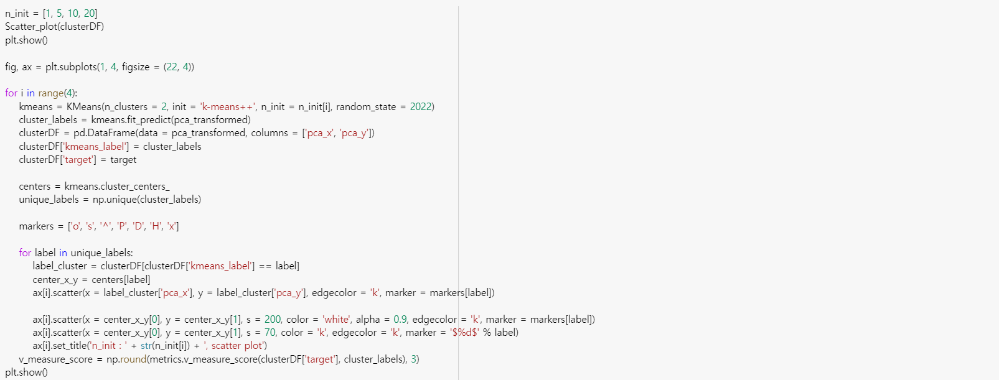 n_init = [1, 5, 10, 20]
Scatter_plot(clusterDF)
plt.show()
fig, ax = plt.subplots(1, 4, figsize = (22, 4))
for i in range(4):
kmeans = KMeans(n_clusters = 2, init = 'k-means++', n_init = n_init[i], random_state = 2022)
cluster_labels = kmeans.fit_predict(pca_transformed)
clusterDF = pd.DataFrame(data = pca_transformed, columns = ['pca_x', 'pca_y'])
clusterDF['kmeans_label'] = cluster_labels
clusterDF['target'] = target
centers = kmeans.cluster_centers_
unique_labels = np.unique(cluster_labels)
markers = ['o', 's', '^', 'P', 'D', 'H', 'x']
for label in unique_labels:
label_cluster = clusterDF[clusterDF['kmeans_label'] == label]
center_x_y = centers[label]
ax[i].scatter(x = label_cluster['pca_x'], y = label_cluster['pca_y'], edgecolor = 'k', marker = markers[label])
ax[i].scatter(x = center_x_y[0], y = center_x_y[1], s = 200, color = 'white', alpha = 0.9, edgecolor = 'k', marker = markers[label])
ax[i].scatter(x = center_x_y[0], y = center_x_y[1], s = 70, color = 'k', edgecolor = 'k', marker = '$%d$' % label)
ax[i].set_title('n_init : ' + str(n_init[i]) + ', scatter plot')
v_measure_score = np.round(metrics.v_measure_score(clusterDF['target'], cluster_labels), 3)
plt.show()